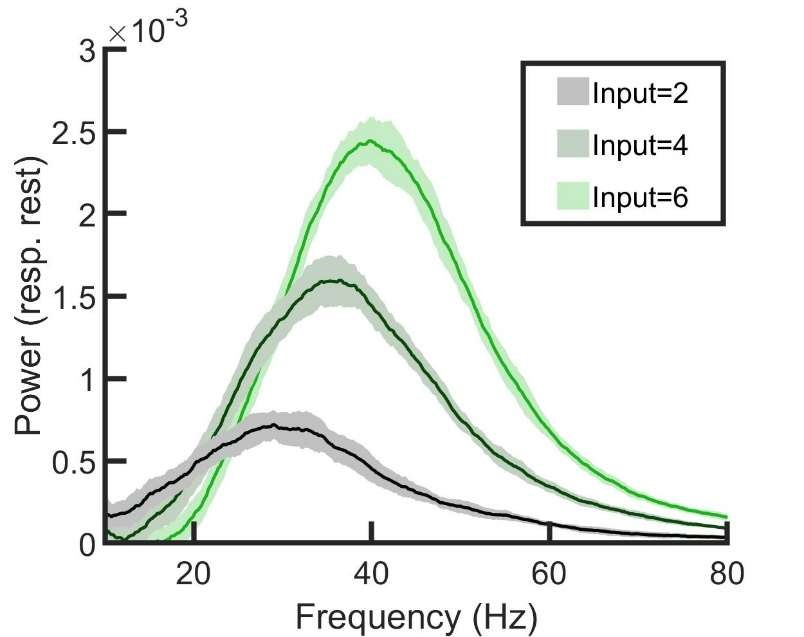 ×10⁻³
3
2.5
2
1.5
1
0.5
0
20 40 60 80
Power (resp. rest)
Frequency (Hz)
Input=2
Input=4
Input=6